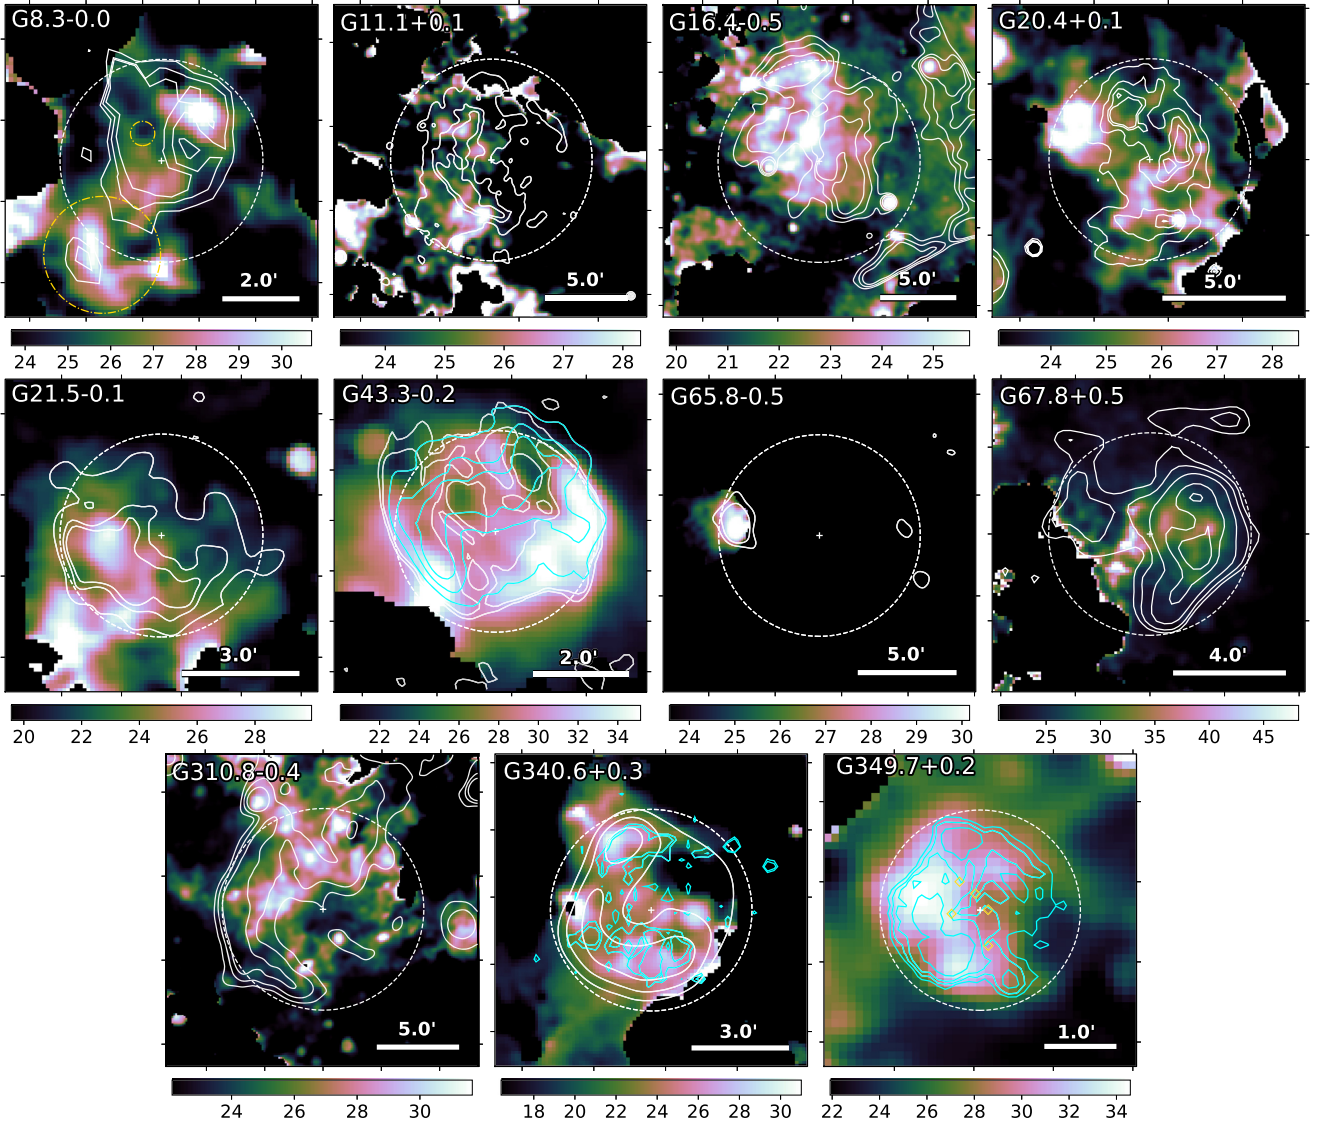 G8.3-0.0
2.0'
24 25 26 27 28 29 30
G11.1+0.1
5.0'
24 25 26 27 28
G16.4-0.5
5.0'
20 21 22 23 24 25
G20.4+0.1
5.0'
24 25 26 27 28
G21.5-0.1
3.0'
20 22 24 26 28
G43.3-0.2
2.0'
22 24 26 28 30 32 34
G65.8-0.5
5.0'
24 25 26 27 28 29 30
G67.8+0.5
4.0'
25 30 35 40 45
G310.8-0.4
5.0'
24 26 28 30
G340.6+0.3
3.0'
18 20 22 24 26 28 30
G349.7+0.2
1.0'
22 24 26 28 30 32 34